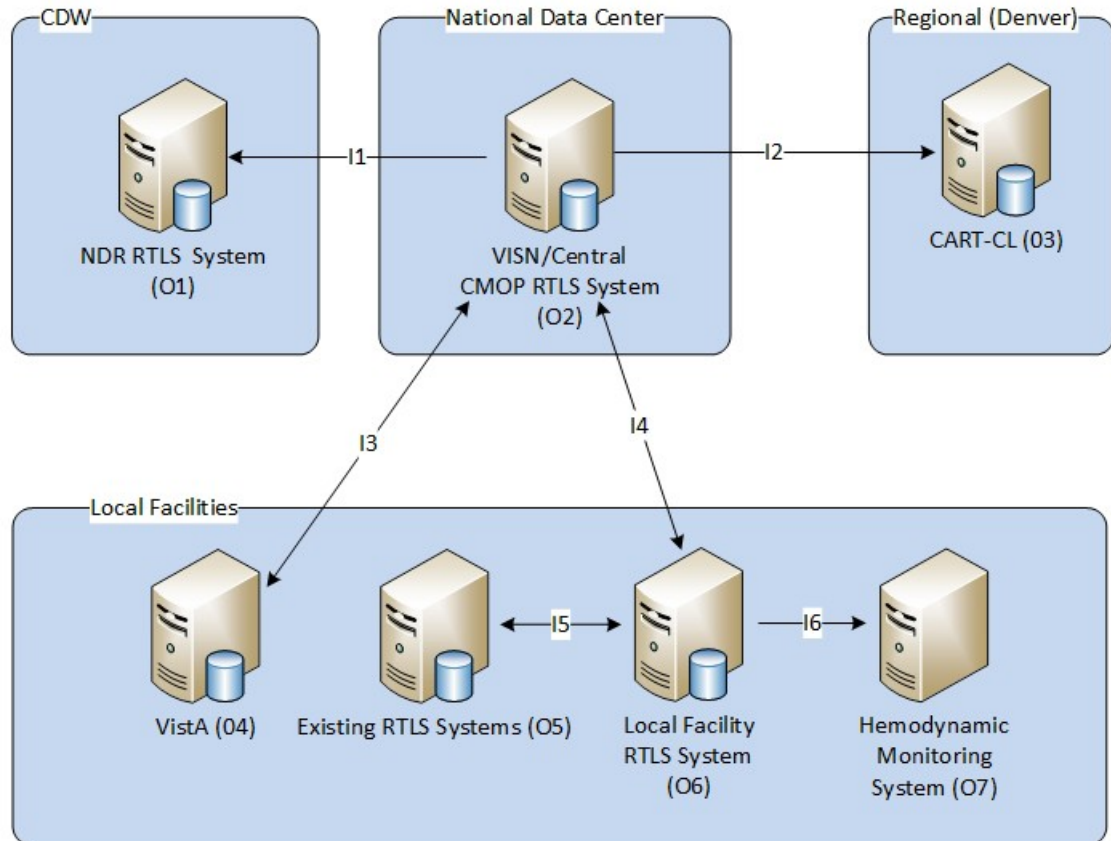 CDW
National Data Center
Regional (Denver)
I1
I2
NDR RTLS System
(O1)
VISN/Central
CMOP RTLS System
(O2)
CART-CL (03)
I3
I4
Local Facilities
I5
I6
VistA (04)
Existing RTLS Systems (O5)
Local Facility
RTLS System
(O6)
Hemodynamic
Monitoring
System (O7)